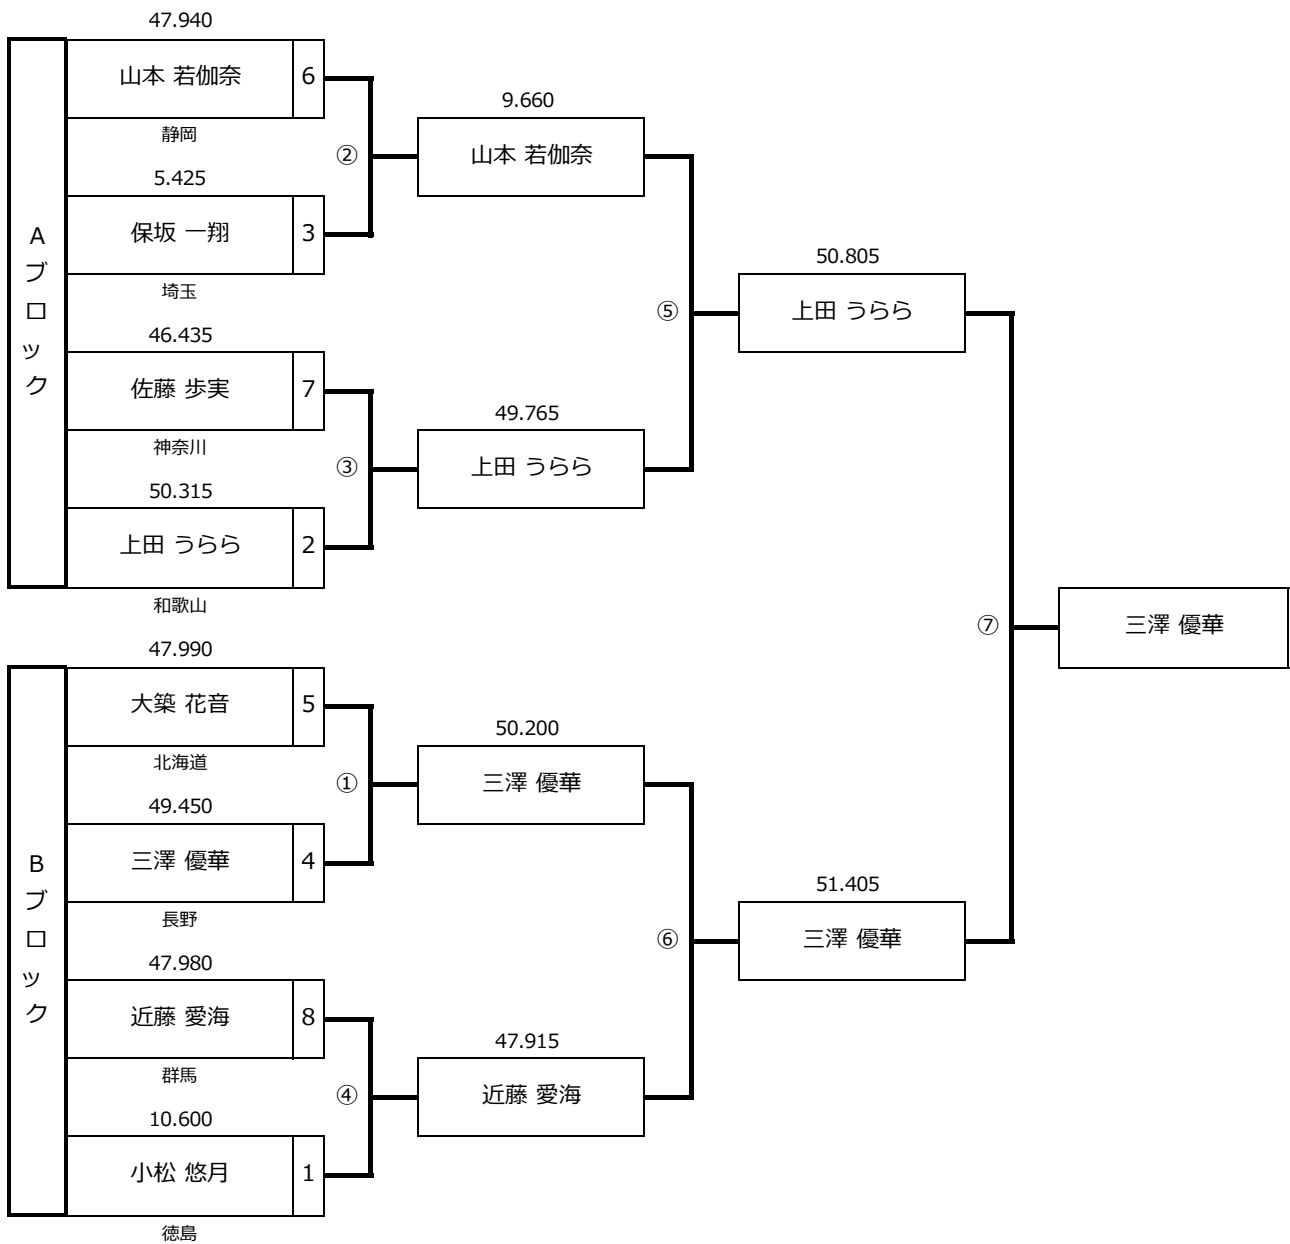 47.940
山本 若伽奈 6
静岡
5.425
保坂 一翔 3
埼玉
46.435
佐藤 歩実 7
神奈川
50.315
上田 うらら 2
和歌山
Aブロック
②
③
9.660
山本 若伽奈
49.765
上田 うらら
⑤
50.805
上田 うらら
47.990
大築 花音 5
北海道
49.450
三澤 優華 4
長野
47.980
近藤 愛海 8
群馬
10.600
小松 悠月 1
徳島
Bブロック
①
④
50.200
三澤 優華
47.915
近藤 愛海
⑥
51.405
三澤 優華
⑦
三澤 優華